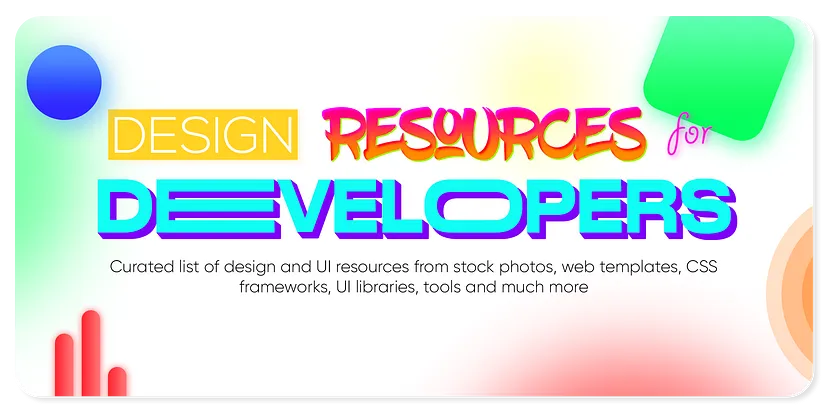 DESIGN RESOURCES for
DEVELOPERS
Curated list of design and UI resources from stock photos, web templates, CSS
frameworks, UI libraries, tools and much more